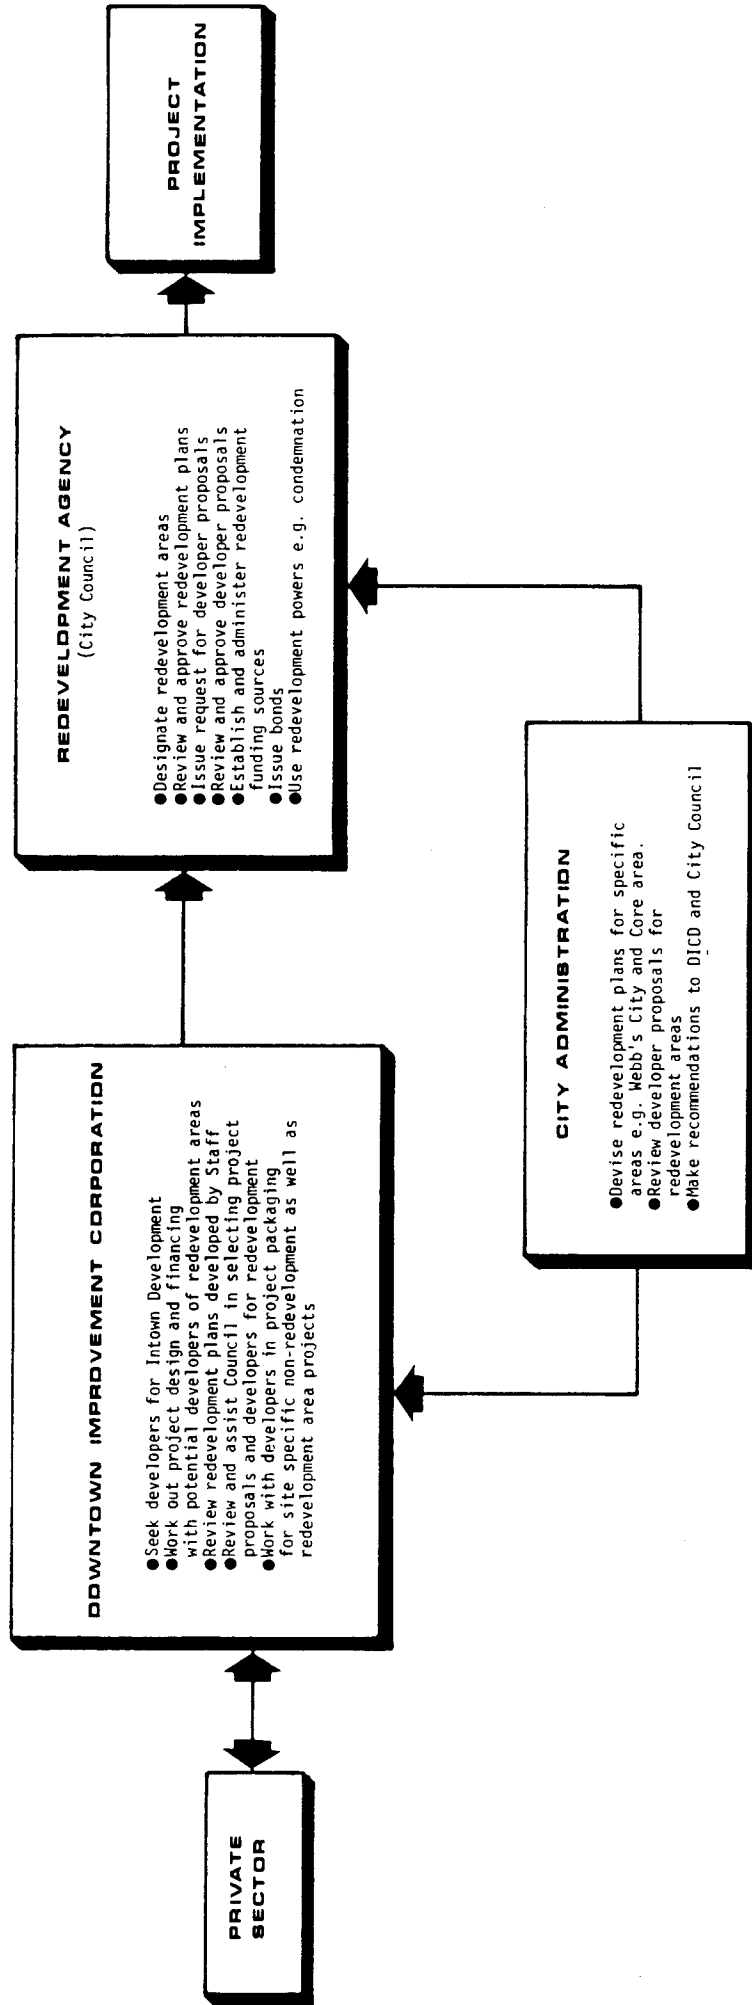 PRIVATE
SECTOR
DOWNTOWN IMPROVEMENT CORPORATION
●Seek developers for Intown Development
●Work out project design and financing
with potential developers of redevelopment areas
●Review redevelopment plans developed by Staff
●Review and assist Council in selecting project
proposals and developers for redevelopment
●Work with developers in project packaging
for site specific non-redevelopment as well as
redevelopment area projects
REDEVELOPMENT AGENCY
(City Council)
●Designate redevelopment areas
●Review and approve redevelopment plans
●Issue request for developer proposals
●Review and approve developer proposals
●Establish and administer redevelopment
funding sources
●Issue bonds
●Use redevelopment powers e.g. condemnation
PROJECT
IMPLEMENTATION
CITY ADMINISTRATION
●Devise redevelopment plans for specific
areas e.g. Webb's City and Core area.
●Review developer proposals for
redevelopment areas
●Make recommendations to DICD and City Council